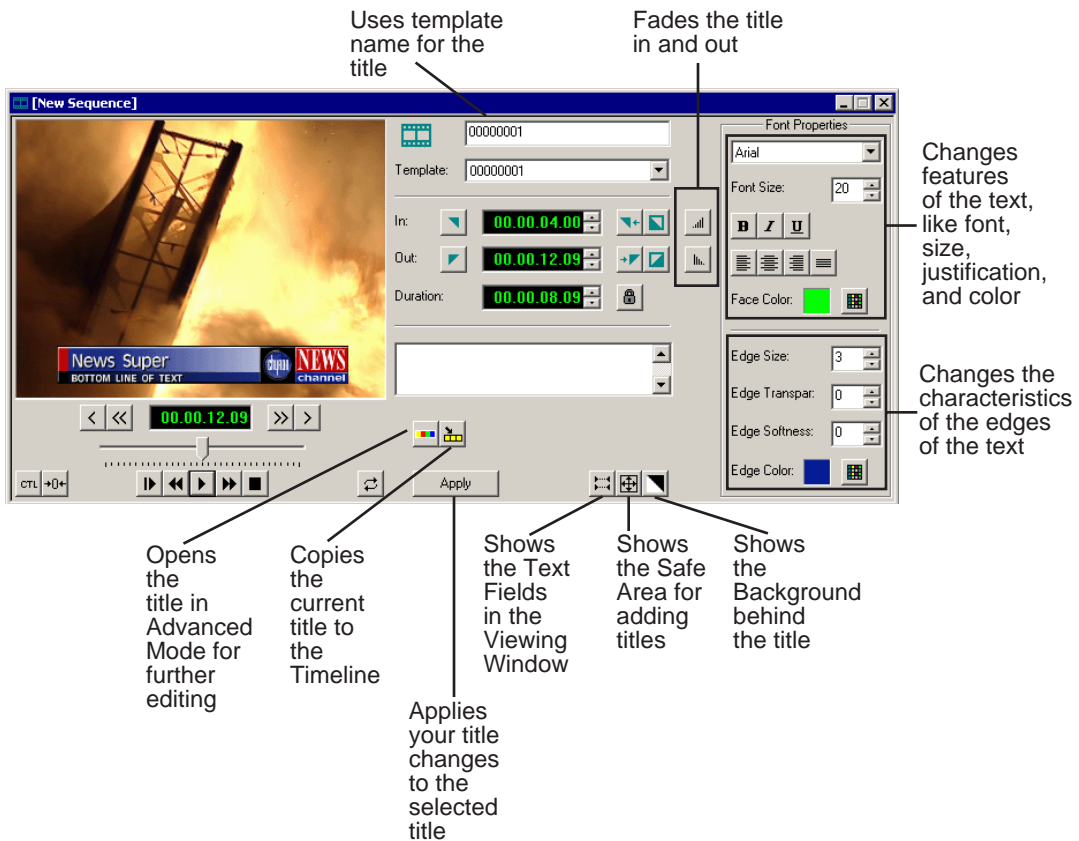 Uses template
name for the
title
Fades the title
in and out
[New Sequence]
00000001
Template: 00000001
In: 00.00.04.00
Out: 00.00.12.09
Duration: 00.00.08.09
Font Properties
Arial
Font Size: 20
B I U
Face Color:
Edge Size: 3
Edge Transpar: 0
Edge Softness: 0
Edge Color:
Changes
features
of the text,
like font,
size,
justification,
and color
Changes the
characteristics
of the edges
of the text
News Super
BOTTOM LINE OF TEXT
NEWS
channel
< << 00.00.12.09 >> >
CTL →0←
Apply
Opens
the
title in
Advanced
Mode for
further
editing
Copies
the
current
title to
the
Timeline
Applies
your title
changes
to the
selected
title
Shows
the Text
Fields
in the
Viewing
Window
Shows
the Safe
Area for
adding
titles
Shows
the
Background
behind
the title